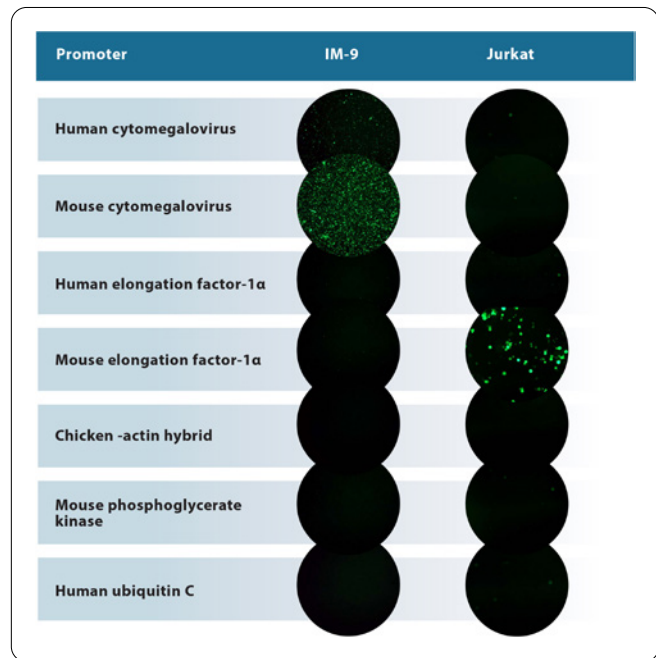 Promoter IM-9 Jurkat
Human cytomegalovirus
Mouse cytomegalovirus
Human elongation factor-1α
Mouse elongation factor-1α
Chicken -actin hybrid
Mouse phosphoglycerate
kinase
Human ubiquitin C